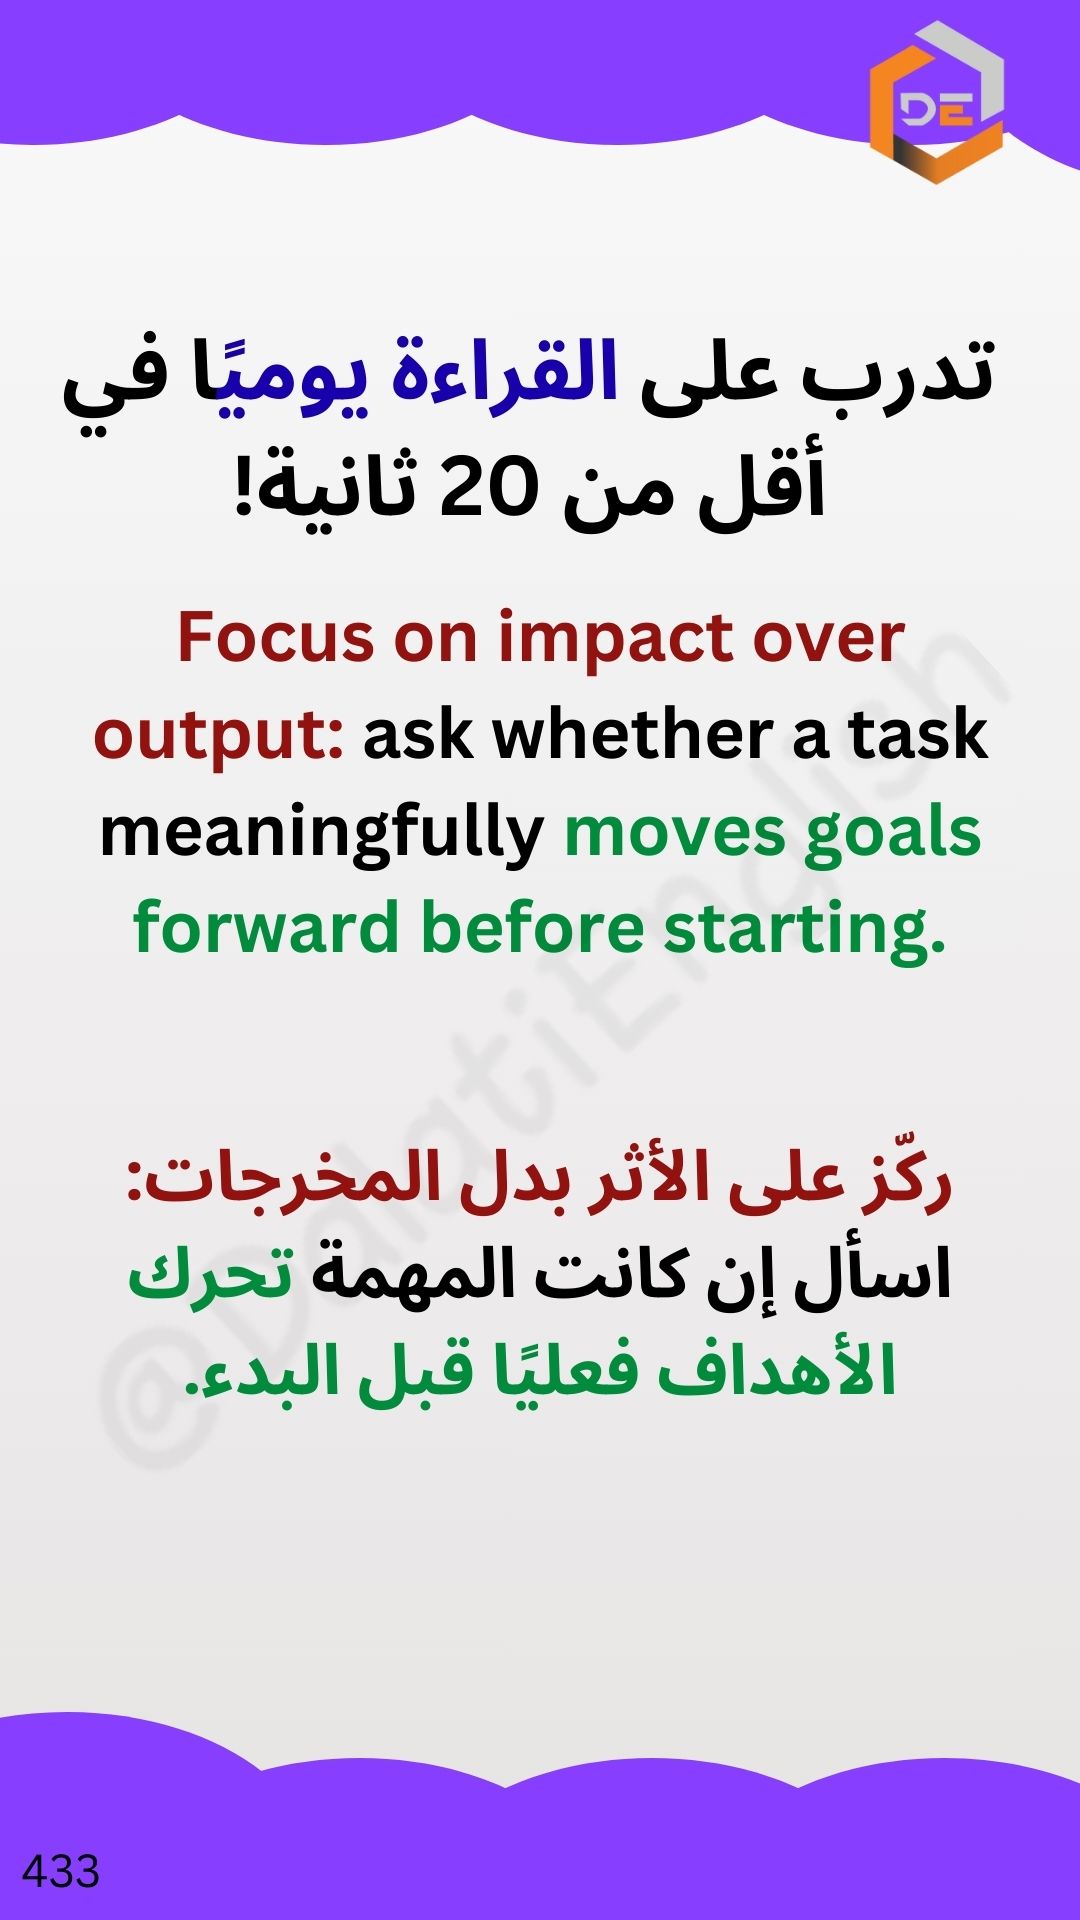 DE
تدرب على القراءة يوميًا في
أقل من 20 ثانية!
Focus on impact over
output: ask whether a task
meaningfully moves goals
forward before starting.
ركّز على الأثر بدل المخرجات:
اسأل إن كانت المهمة تحرك
الأهداف فعليًا قبل البدء.
@DalatiEnglish
433